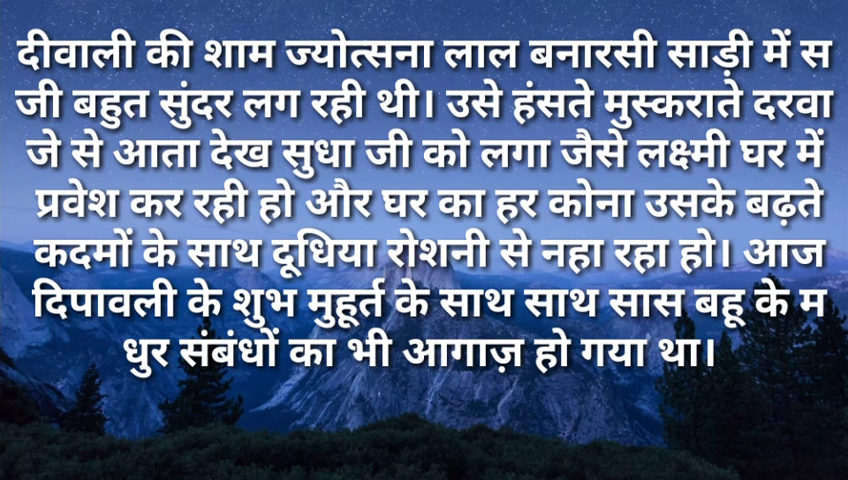 दीवाली की शाम ज्योत्सना लाल बनारसी साड़ी में स
जी बहुत सुंदर लग रही थी। उसे हंसते मुस्कराते दरवा
जे से आता देख सुधा जी को लगा जैसे लक्ष्मी घर में
प्रवेश कर रही हो और घर का हर कोना उसके बढ़ते
कदमों के साथ दूधिया रोशनी से नहा रहा हो। आज
दिपावली के शुभ मुहूर्त के साथ साथ सास बहू के म
धुर संबंधों का भी आगाज़ हो गया था।